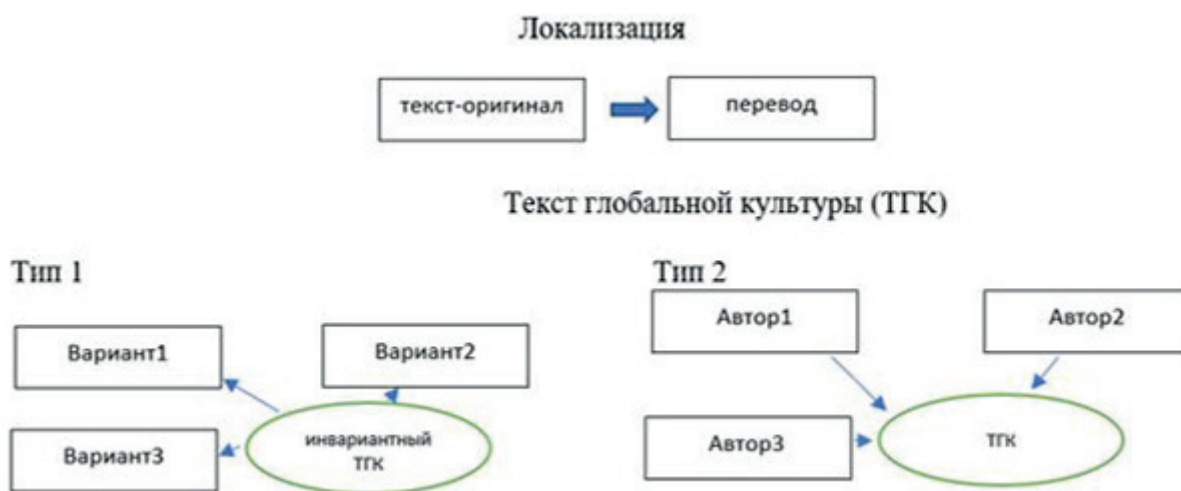 Локализация
текст-оригинал
перевод
Текст глобальной культуры (ТГК)
Тип 1
Тип 2
Вариант1
Вариант2
Вариант3
инвариантный
ТГК
Автор1
Автор2
Автор3
ТГК